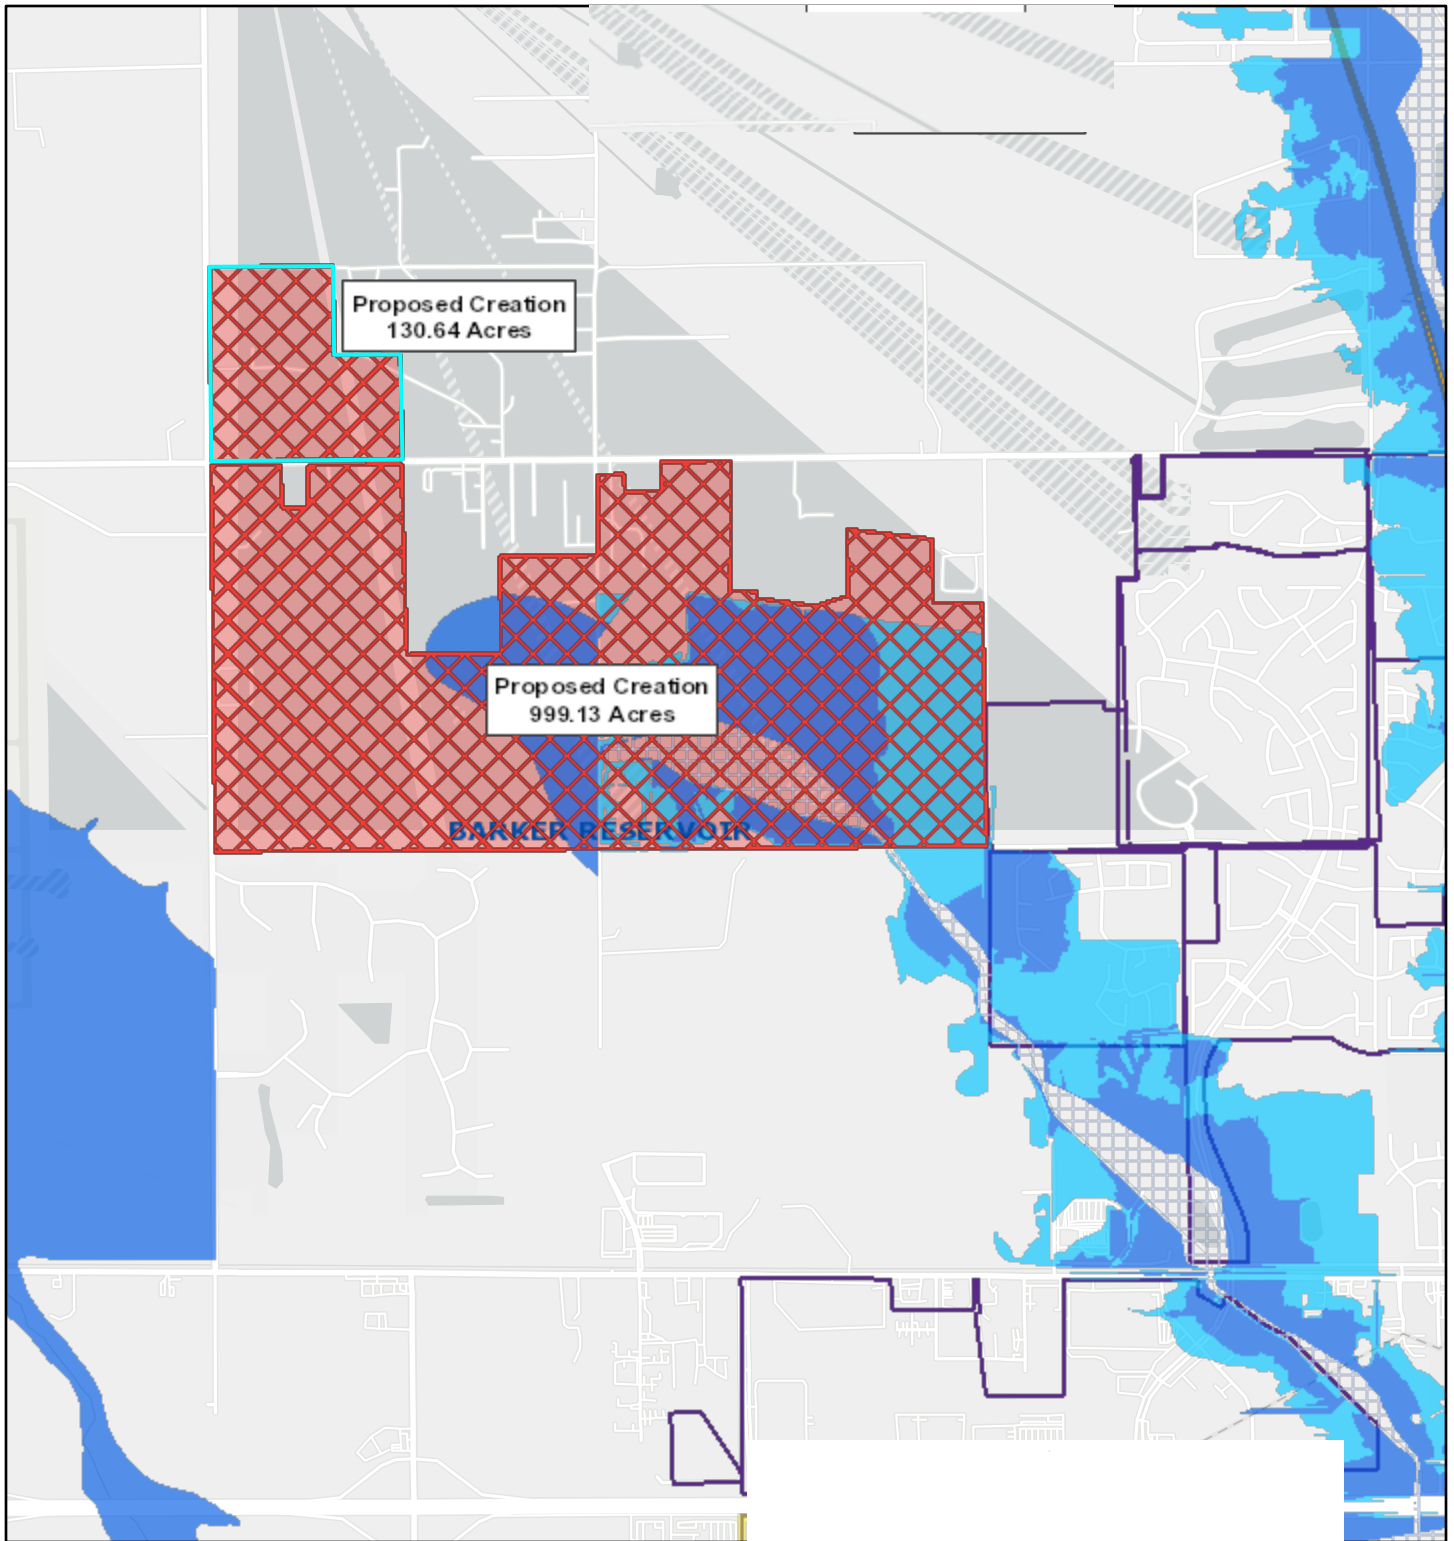 Proposed Creation
130.64 Acres
Proposed Creation
999.13 Acres
BARKER RESERVOIR